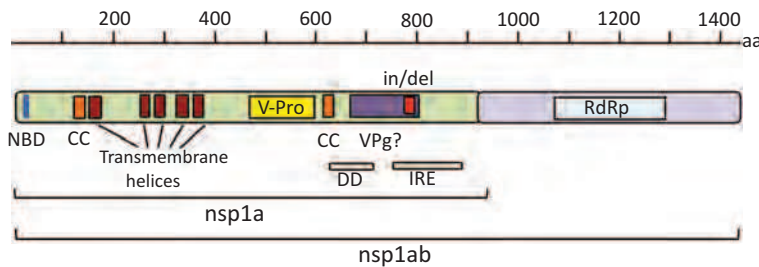 200 400 600 800 1000 1200 1400
aa
in/del
V-Pro RdRp
NBD CC CC VPg?
Transmembrane
helices
DD IRE
nsp1a
nsp1ab